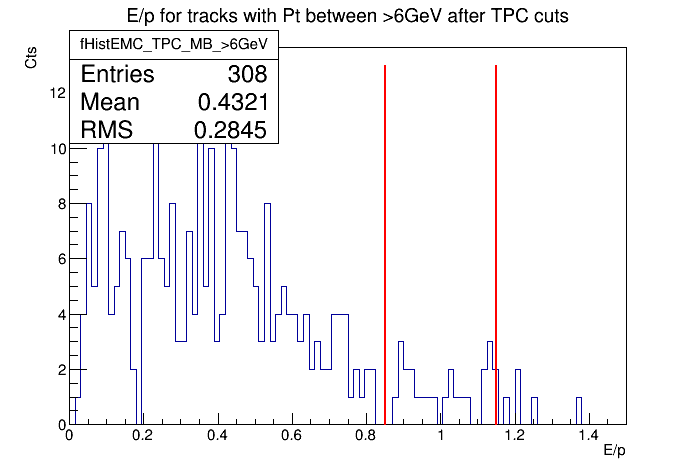 E/p for tracks with Pt between >6GeV after TPC cuts
Cts
fHistEMC_TPC_MB_>6GeV
Entries 308
Mean 0.4321
RMS 0.2845
12
10
8
6
4
2
0
0 0.2 0.4 0.6 0.8 1 1.2 1.4
E/p